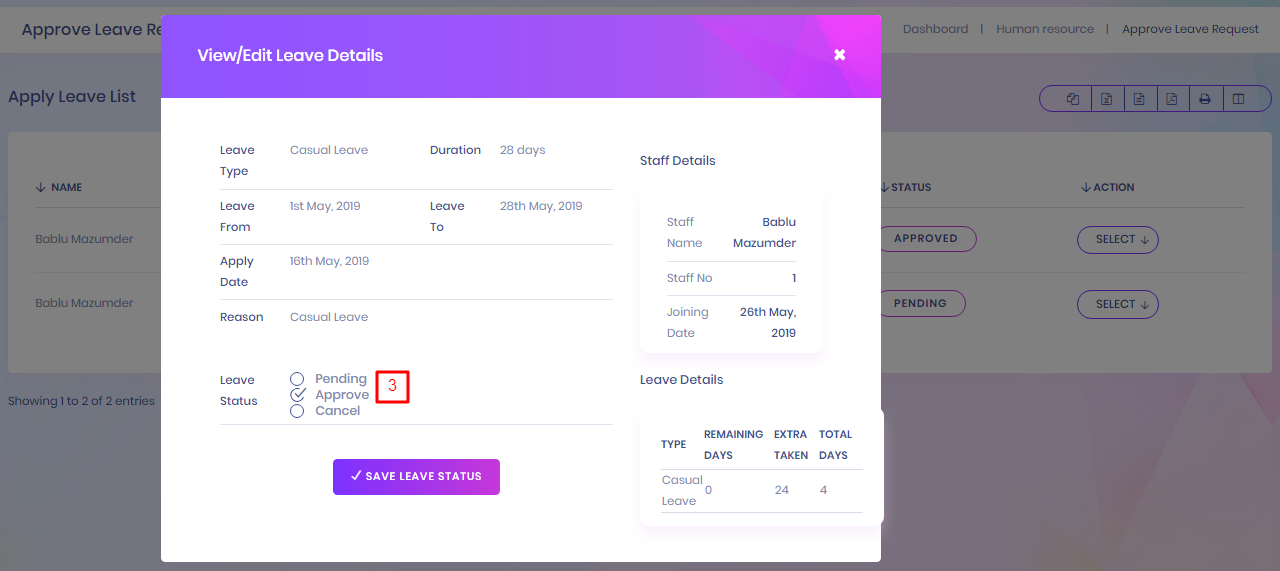 Approve Leave Re
Dashboard | Human resource | Approve Leave Request
View/Edit Leave Details
Apply Leave List
NAME
STATUS
ACTION
Bablu Mazumder
APPROVED
SELECT
Bablu Mazumder
PENDING
SELECT
Showing 1 to 2 of 2 entries
Leave Type
Casual Leave
Duration
28 days
Leave From
1st May, 2019
Leave To
28th May, 2019
Apply Date
16th May, 2019
Reason
Casual Leave
Leave Status
Pending
Approve
Cancel
3
SAVE LEAVE STATUS
Staff Details
Staff Name
Bablu Mazumder
Staff No
1
Joining Date
26th May, 2019
Leave Details
TYPE
REMAINING DAYS
EXTRA TAKEN
TOTAL DAYS
Casual Leave
0
24
4